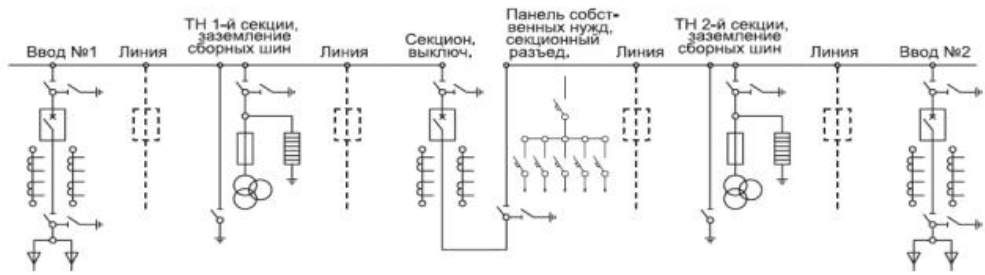 Ввод №1
Линия
ТН 1-й секции,
заземление
сборных шин
Линия
Секцион,
выключ,
Панель собст-
венных нужд,
секционный
разъед.
Линия
ТН 2-й секции,
заземление
сборных шин
Линия
Ввод №2